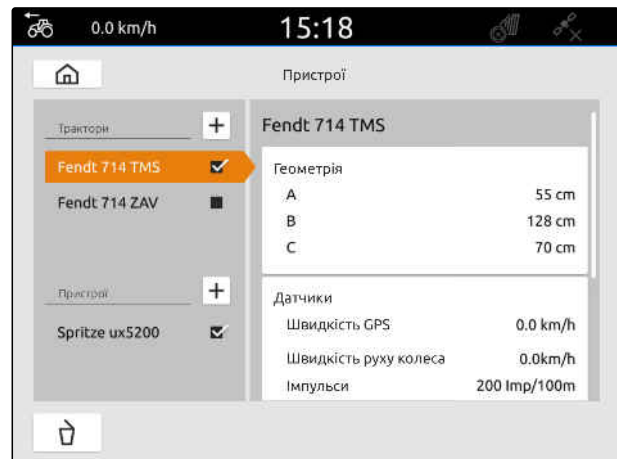 0.0 km/h 15:18
Пристрої
Трактори +
Fendt 714 TMS
Fendt 714 ZAV
Пристрої +
Spritze ux5200
Fendt 714 TMS
Геометрія
A 55 cm
B 128 cm
C 70 cm
Датчики
Швидкість GPS 0.0 km/h
Швидкість руху колеса 0.0km/h
Імпульси 200 Imp/100m